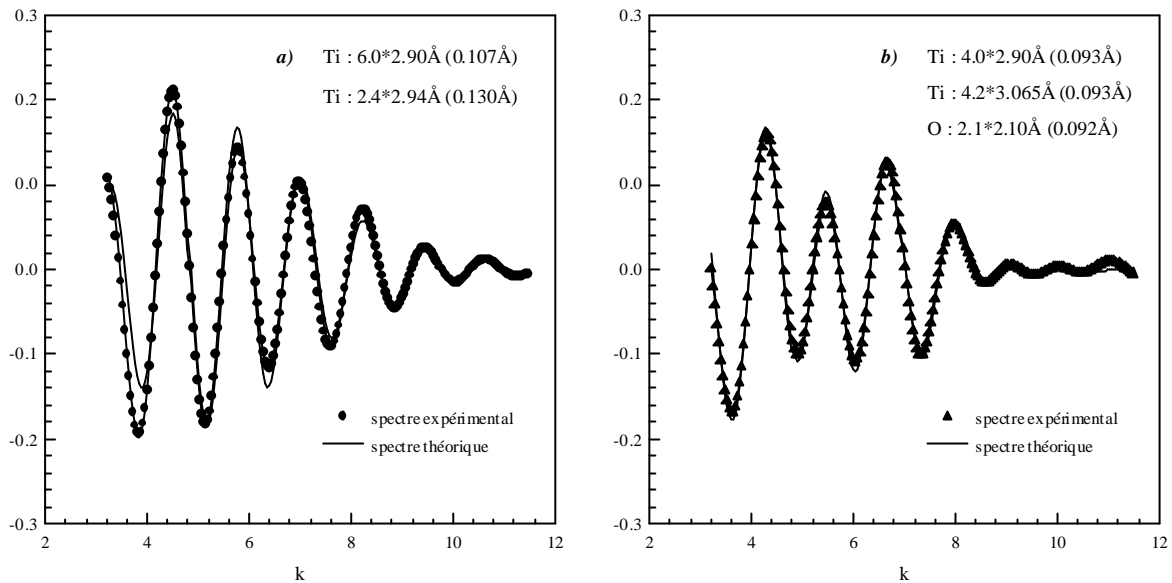 0.3
0.2
0.0
0.0
-0.1
-0.2
-0.3
2
4
6
8
10
12
k
a)
Ti : 6.0*2.90Å (0.107Å)
Ti : 2.4*2.94Å (0.130Å)
spectre expérimental
spectre théorique
0.3
0.2
0.0
0.0
-0.1
-0.2
-0.3
2
4
6
8
10
12
k
b)
Ti : 4.0*2.90Å (0.093Å)
Ti : 4.2*3.065Å (0.093Å)
O : 2.1*2.10Å (0.092Å)
spectre expérimental
spectre théorique